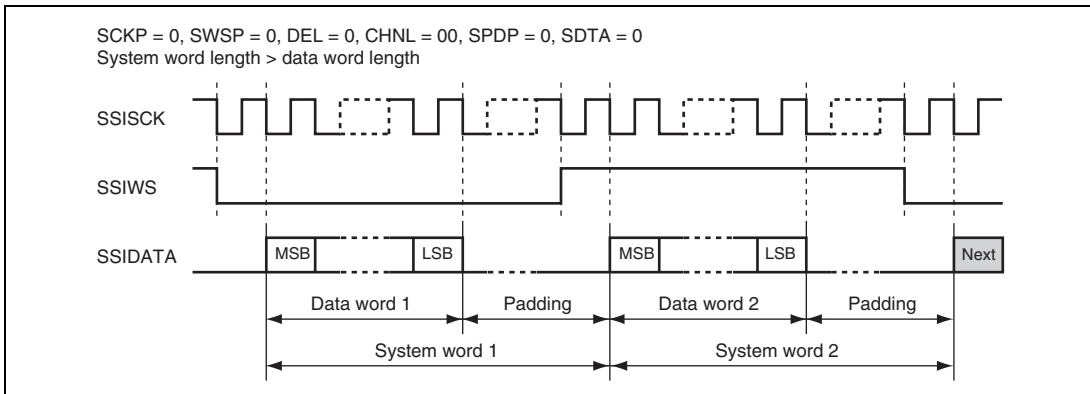 SCKP = 0, SWSP = 0, DEL = 0, CHNL = 00, SPDP = 0, SDTA = 0
System word length > data word length
SSISCK
SSIWS
SSIDATA
MSB
LSB
MSB
LSB
Next
Data word 1
Padding
Data word 2
Padding
System word 1
System word 2